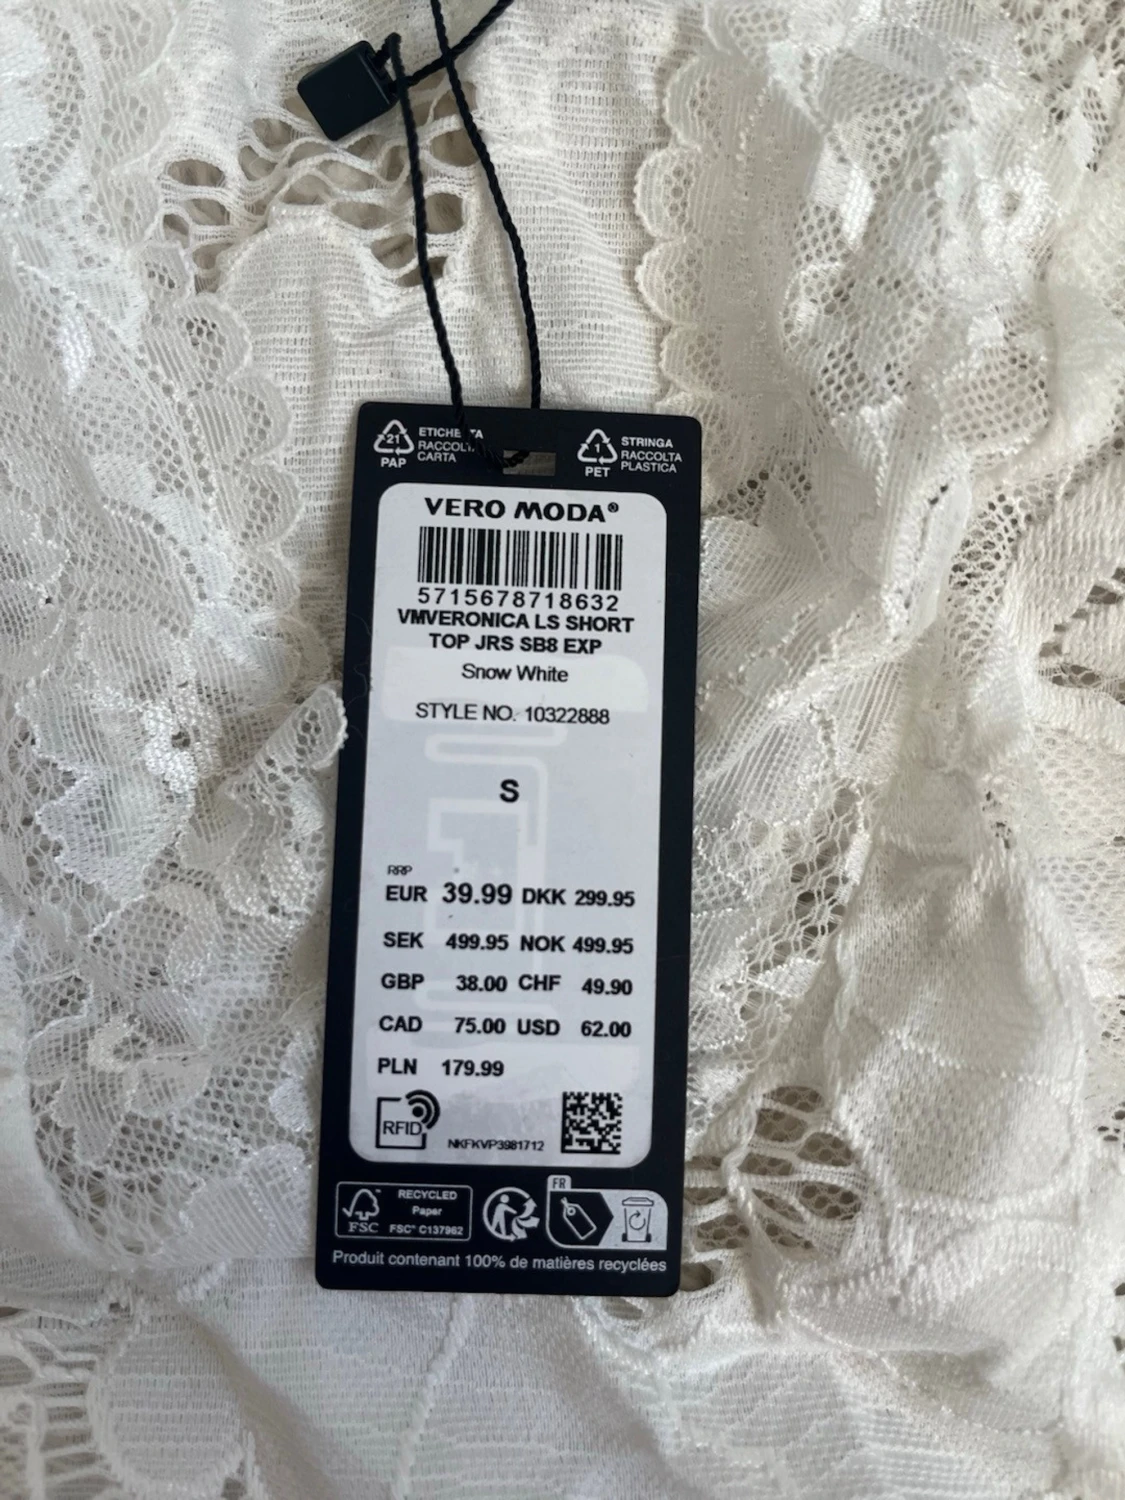 21
PAP
ETICHETTA
RACCOLTA
CARTA
1
PET
STRINGA
RACCOLTA
PLASTICA
VERO MODA®
5715678718632
VMVERONICA LS SHORT
TOP JRS SB8 EXP
Snow White
STYLE NO. 10322888
S
RRP
EUR 39.99 DKK 299.95
SEK 499.95 NOK 499.95
GBP 38.00 CHF 49.90
CAD 75.00 USD 62.00
PLN 179.99
RFID
NKFKVP3981712
FSC™
RECYCLED
Paper
FSC™ C137962
FR
Produit contenant 100% de matières recyclées